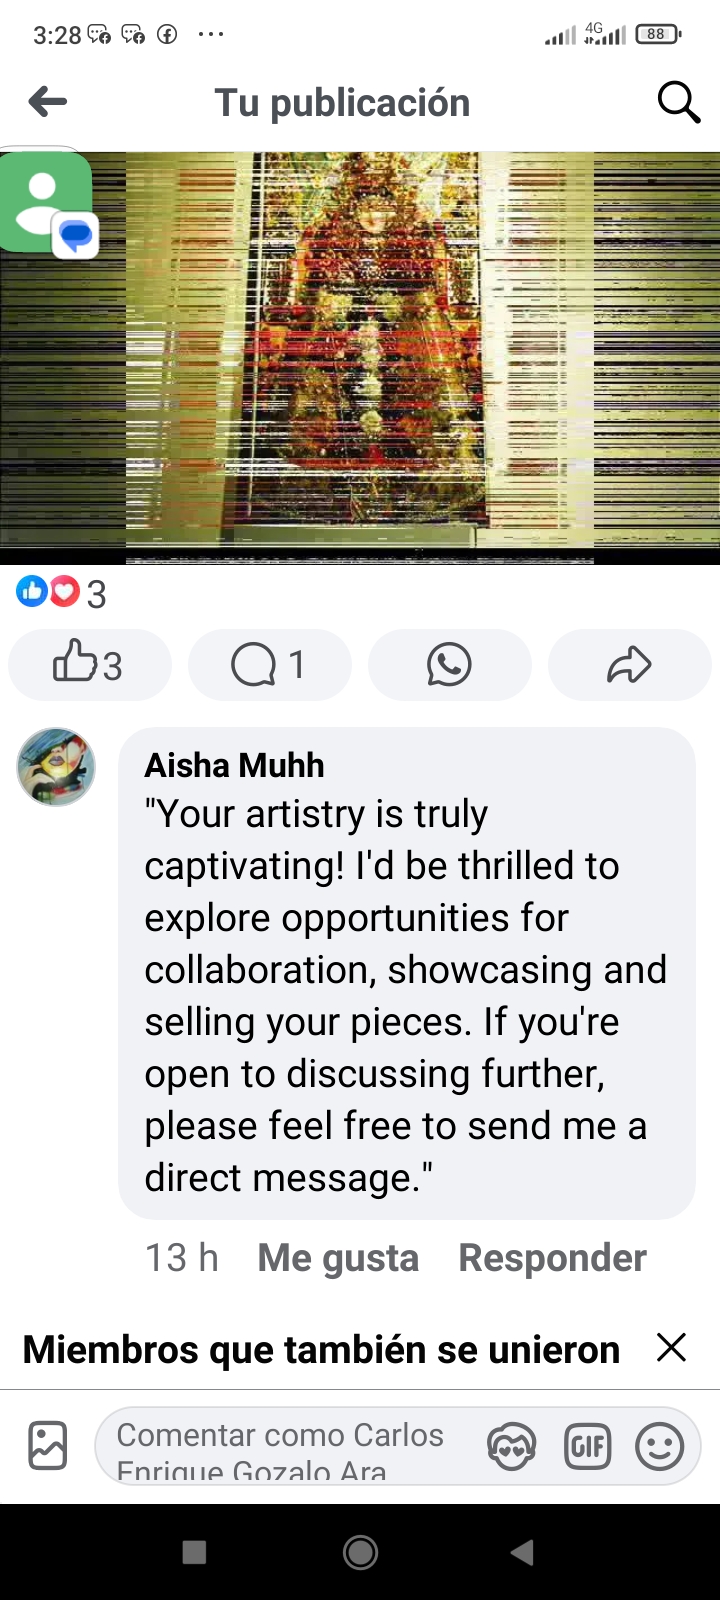 3:28
4G
88
Tu publicación
3
3
1
Aisha Muhh
"Your artistry is truly
captivating! I'd be thrilled to
explore opportunities for
collaboration, showcasing and
selling your pieces. If you're
open to discussing further,
please feel free to send me a
direct message."
13 h Me gusta Responder
Miembros que también se unieron
Comentar como Carlos
Enrique Gozalo Ara
GIF